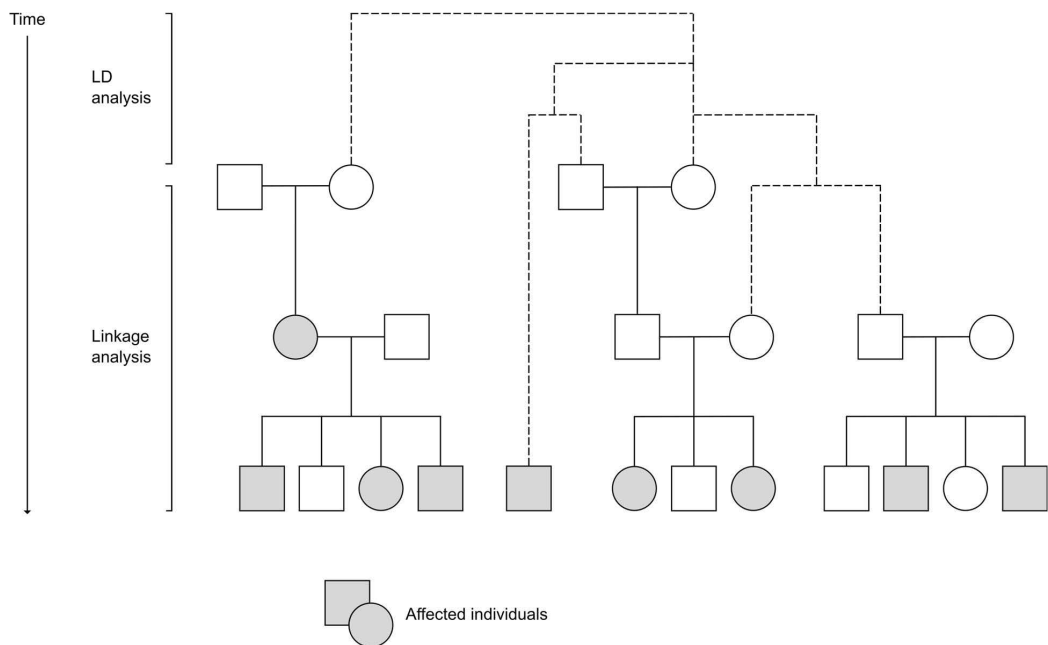 Time
LD
analysis
Linkage
analysis
Affected individuals